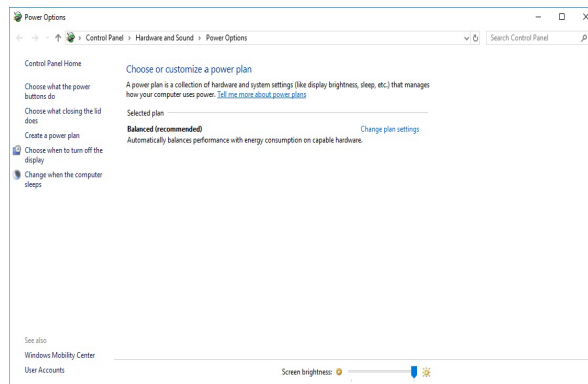 Power Options
Control Panel > Hardware and Sound > Power Options
Search Control Panel
Control Panel Home
Choose what the power
buttons do
Choose what closing the lid
does
Create a power plan
Choose when to turn off the
display
Change when the computer
sleeps
Choose or customize a power plan
A power plan is a collection of hardware and system settings (like display brightness, sleep, etc.) that manages
how your computer uses power. Tell me more about power plans
Selected plan
Balanced (recommended)
Change plan settings
Automatically balances performance with energy consumption on capable hardware.
See also
Windows Mobility Center
User Accounts
Screen brightness: